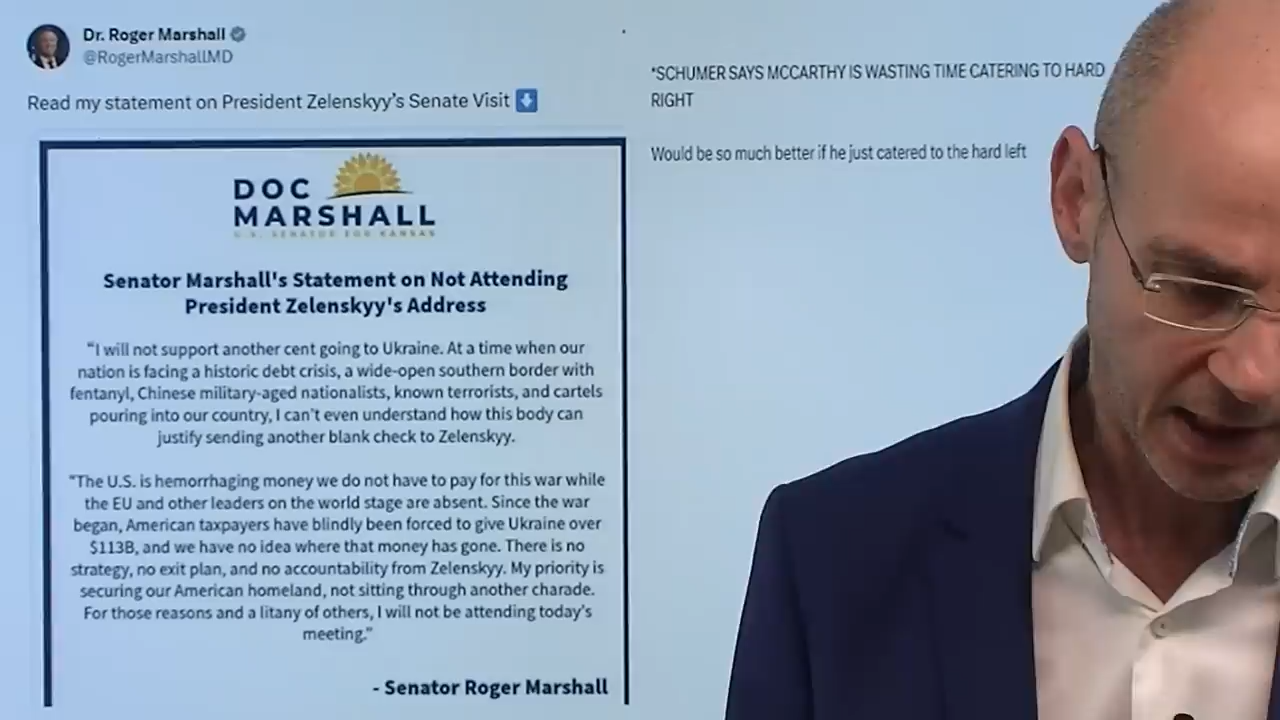 Dr. Roger Marshall
@RogerMarshallMD
Read my statement on President Zelenskyy's Senate Visit
DOC
MARSHALL
U.S. SENATOR FOR KANSAS
Senator Marshall's Statement on Not Attending
President Zelenskyy's Address
"I will not support another cent going to Ukraine. At a time when our
nation is facing a historic debt crisis, a wide-open southern border with
fentanyl, Chinese military-aged nationalists, known terrorists, and cartels
pouring into our country, I can't even understand how this body can
justify sending another blank check to Zelenskyy.
"The U.S. is hemorrhaging money we do not have to pay for this war while
the EU and other leaders on the world stage are absent. Since the war
began, American taxpayers have blindly been forced to give Ukraine over
$113B, and we have no idea where that money has gone. There is no
strategy, no exit plan, and no accountability from Zelenskyy. My priority is
securing our American homeland, not sitting through another charade.
For those reasons and a litany of others, I will not be attending today's
meeting."
- Senator Roger Marshall
*SCHUMER SAYS MCCARTHY IS WASTING TIME CATERING TO HARD
RIGHT
Would be so much better if he just catered to the hard left